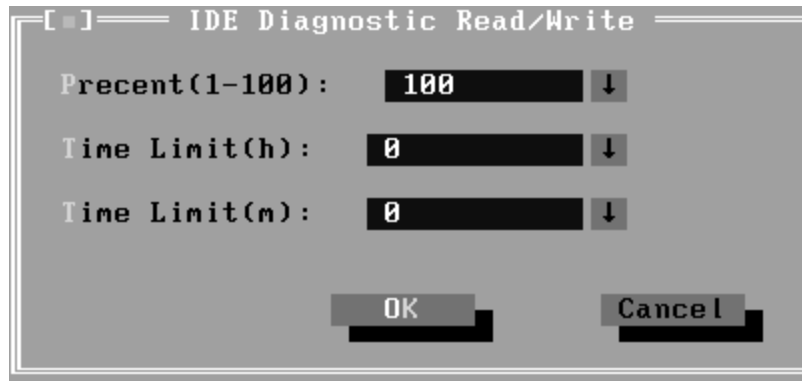 [■] IDE Diagnostic Read/Write
Precent(1-100): 100 ↓
Time Limit(h): 0 ↓
Time Limit(m): 0 ↓
OK Cancel